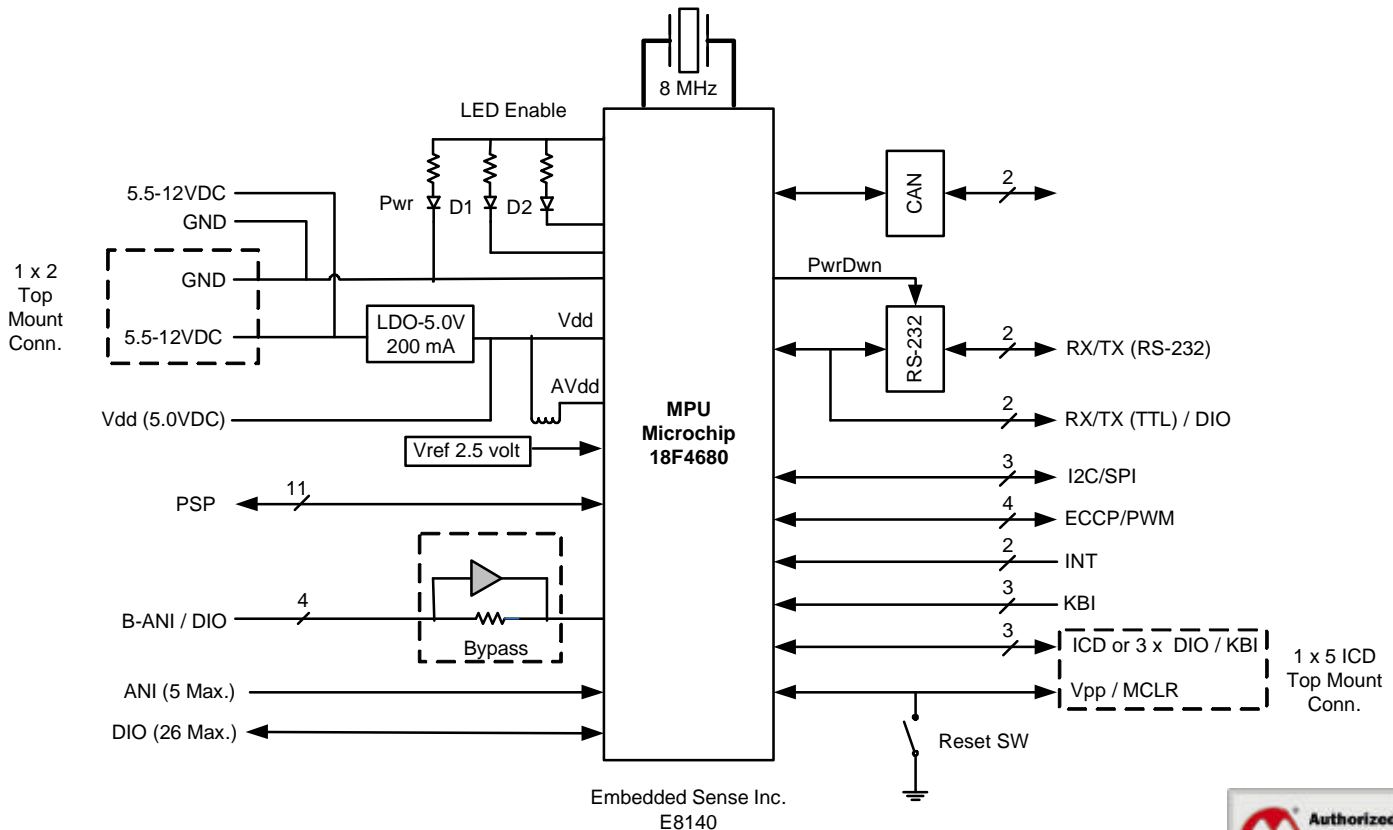 8 MHz
LED Enable
5.5-12VDC
GND
Pwr
D1
D2
1 x 2
Top
Mount
Conn.
GND
5.5-12VDC
LDO-5.0V
200 mA
Vdd
AVdd
Vdd (5.0VDC)
Vref 2.5 volt
PSP
11
B-ANI / DIO
4
Bypass
ANI (5 Max.)
DIO (26 Max.)
MPU
Microchip
18F4680
CAN
2
PwrDwn
RS-232
2
RX/TX (RS-232)
2
RX/TX (TTL) / DIO
3
I2C/SPI
4
ECCP/PWM
2
INT
3
KBI
3
ICD or 3 x DIO / KBI
Vpp / MCLR
1 x 5 ICD
Top Mount
Conn.
Reset SW
Embedded Sense Inc.
E8140
Authorized